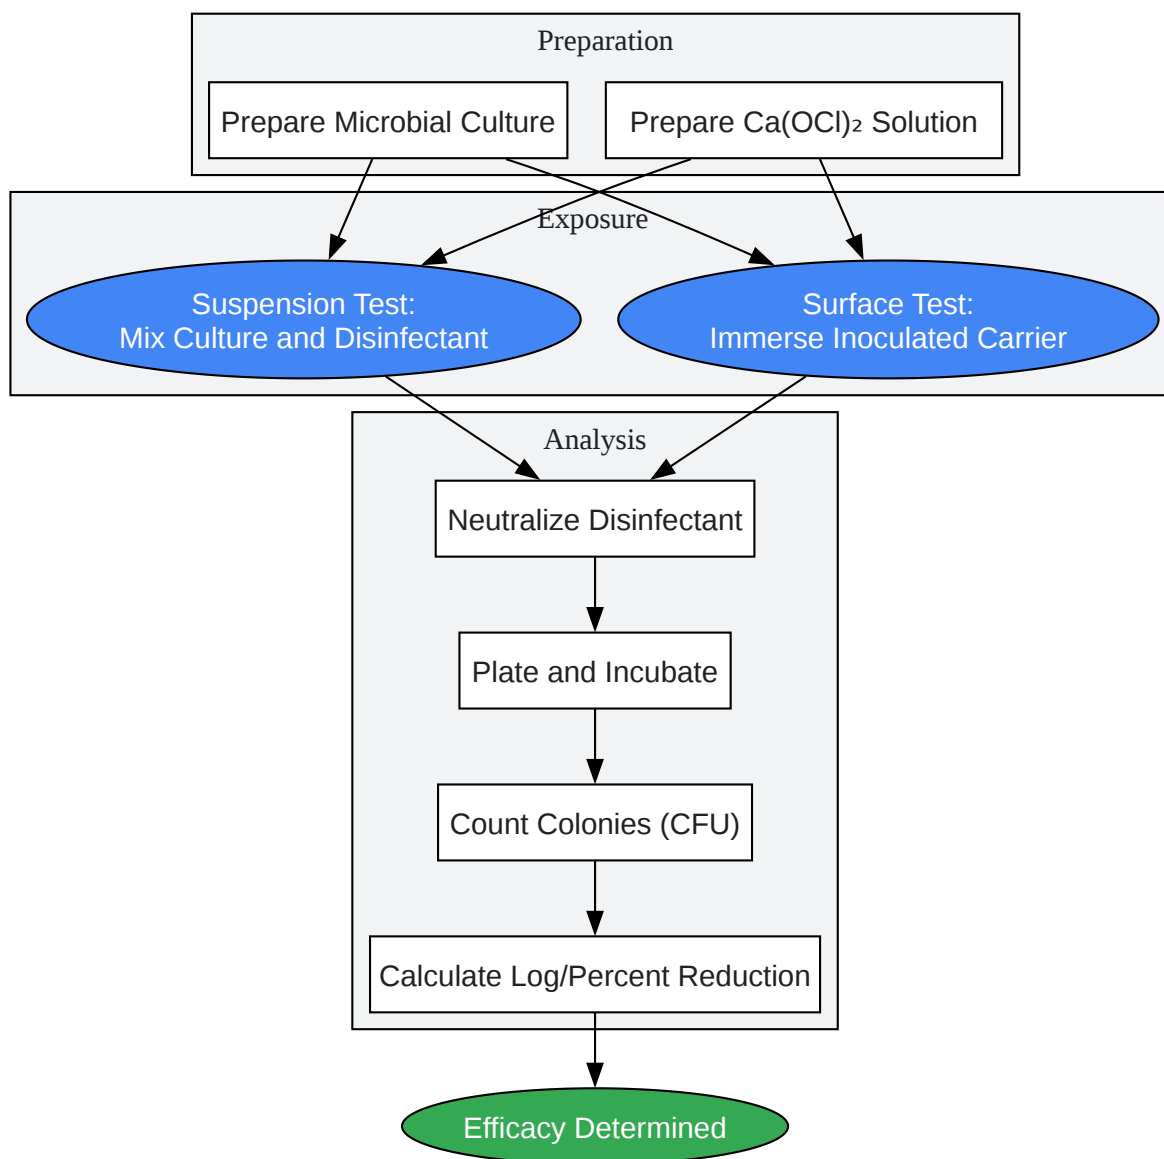 Preparation
Prepare Microbial Culture
Prepare Ca(OCl)₂ Solution
Exposure
Suspension Test:
Mix Culture and Disinfectant
Surface Test:
Immerse Inoculated Carrier
Analysis
Neutralize Disinfectant
Plate and Incubate
Count Colonies (CFU)
Calculate Log/Percent Reduction
Efficacy Determined